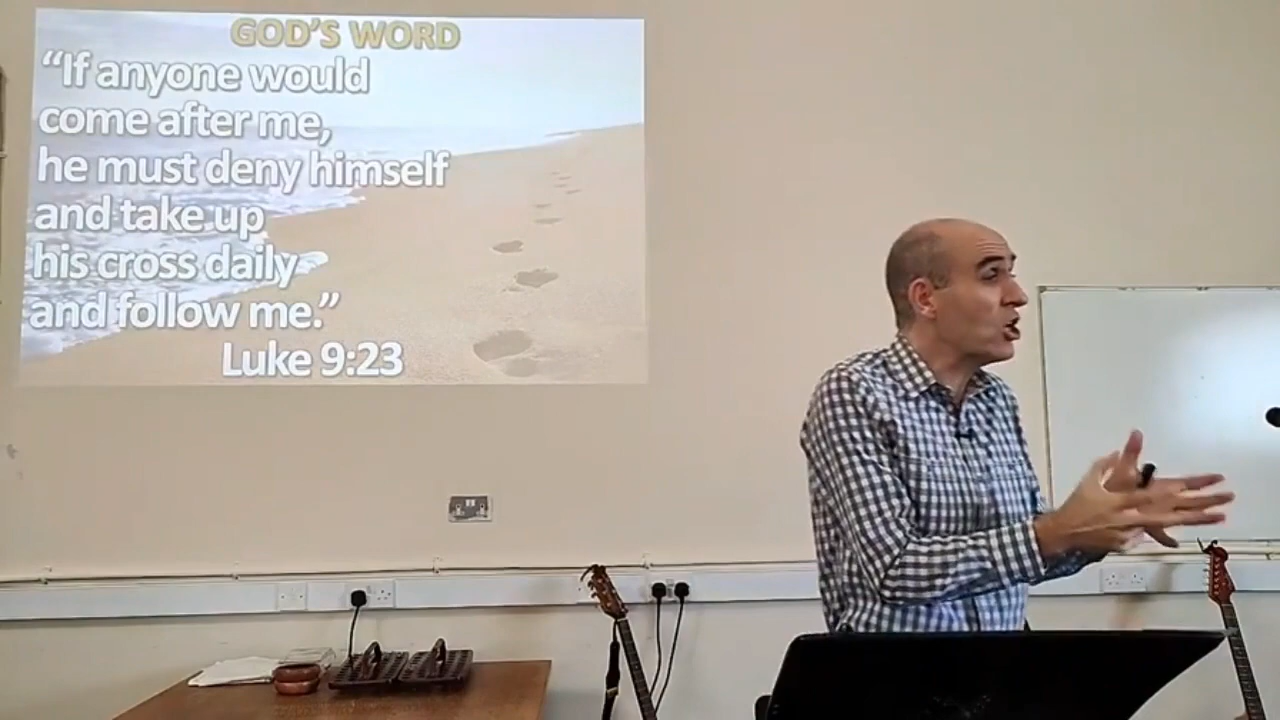 GOD'S WORD
“If anyone would
come after me,
he must deny himself
and take up
his cross daily
and follow me.”
Luke 9:23